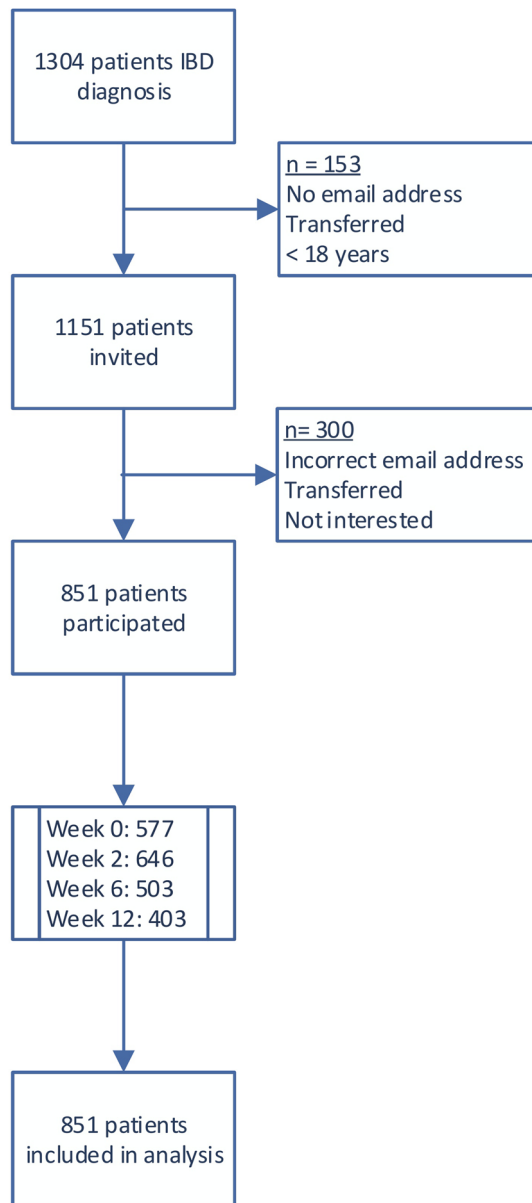 1304 patients IBD
diagnosis
n = 153
No email address
Transferred
< 18 years
1151 patients
invited
n= 300
Incorrect email address
Transferred
Not interested
851 patients
participated
Week 0: 577
Week 2: 646
Week 6: 503
Week 12: 403
851 patients
included in analysis